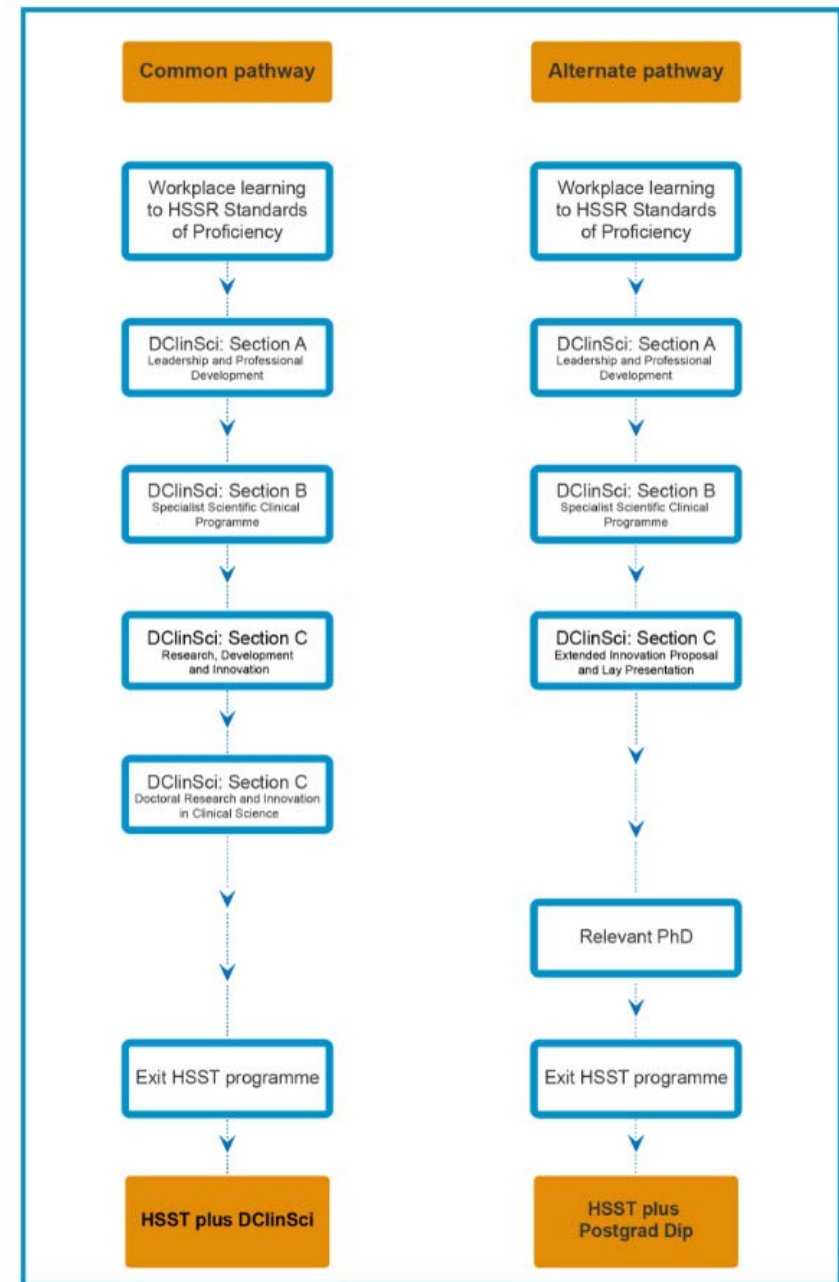 Common pathway
Workplace learning
to HSSR Standards
of Proficiency
DClinSci: Section A
Leadership and Professional
Development
DClinSci: Section B
Specialist Scientific Clinical
Programme
DClinSci: Section C
Research, Development
and Innovation
DClinSci: Section C
Doctoral Research and Innovation
in Clinical Science
Exit HSST programme
HSST plus DClinSci
Alternate pathway
Workplace learning
to HSSR Standards
of Proficiency
DClinSci: Section A
Leadership and Professional
Development
DClinSci: Section B
Specialist Scientific Clinical
Programme
DClinSci: Section C
Extended Innovation Proposal
and Lay Presentation
Relevant PhD
Exit HSST programme
HSST plus
Postgrad Dip